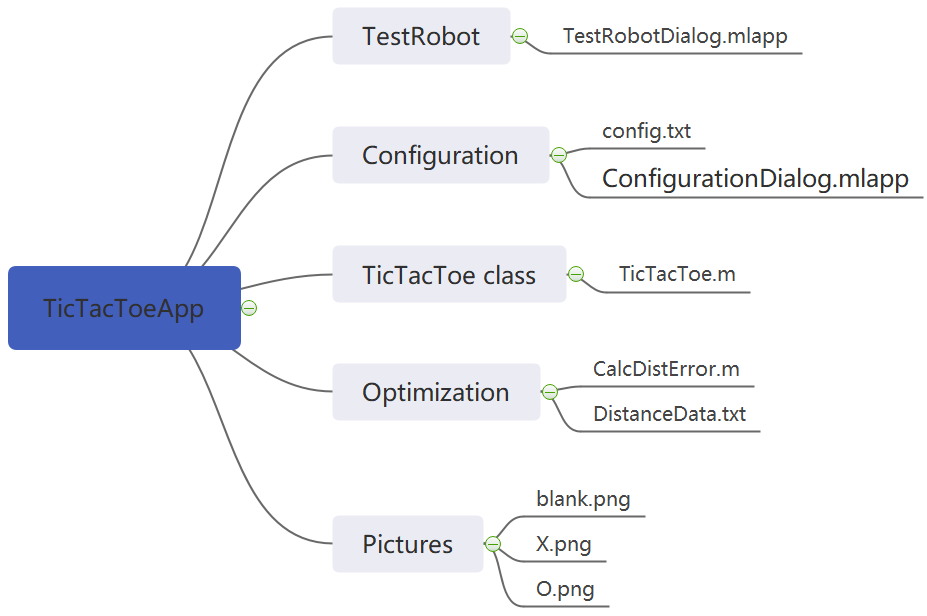 TicTacToeApp
TestRobot
TestRobotDialog.mlapp
Configuration
config.txt
ConfigurationDialog.mlapp
TicTacToe class
TicTacToe.m
Optimization
CalcDistError.m
DistanceData.txt
Pictures
blank.png
X.png
O.png